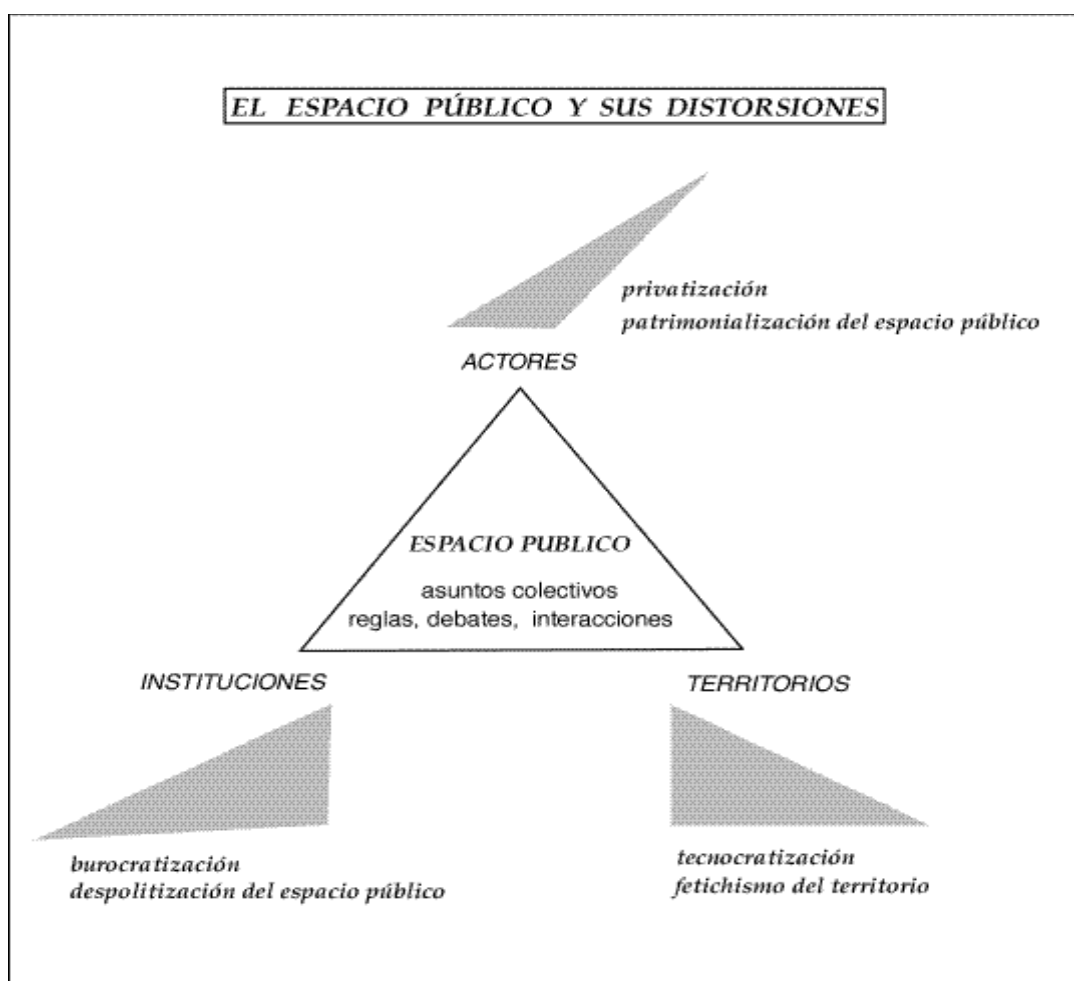 EL ESPACIO PÚBLICO Y SUS DISTORSIONES
privatización
patrimonialización del espacio público
ACTORES
ESPACIO PUBLICO
asuntos colectivos
reglas, debates, interacciones
INSTITUCIONES
TERRITORIOS
burocratización
despolitización del espacio público
tecnocratización
fetichismo del territorio